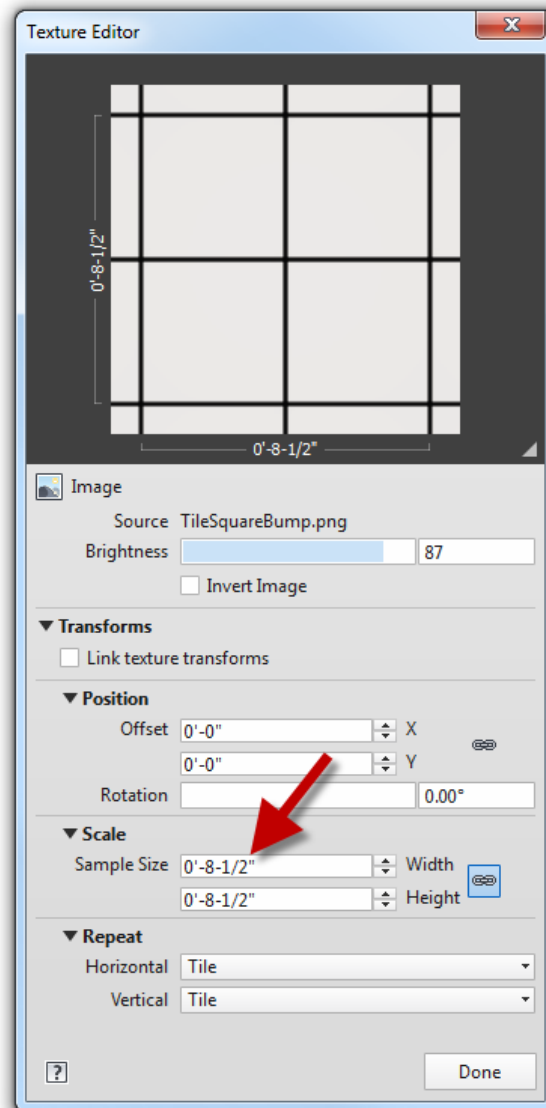 Texture Editor
0'-8-1/2"
0'-8-1/2"
Image
Source TileSquareBump.png
Brightness 87
Invert Image
Transforms
Link texture transforms
Position
Offset 0'-0" X
0'-0" Y
Rotation 0.00°
Scale
Sample Size 0'-8-1/2" Width
0'-8-1/2" Height
Repeat
Horizontal Tile
Vertical Tile
? Done